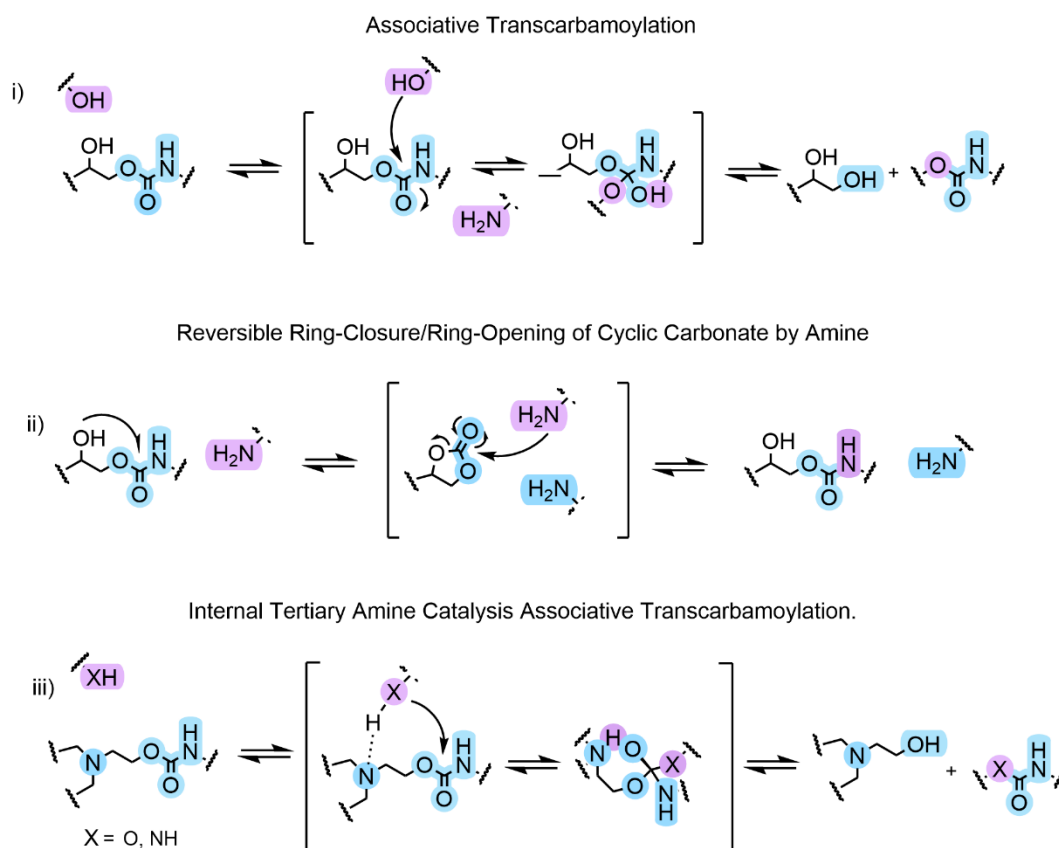 Associative Transcarbamoylation
i)
OH
OH
O
H
N
O
HO
OH
O
H
N
O
H₂N
OH
O
H
N
O
OH
H
OH
OH
+
O
H
N
O
Reversible Ring-Closure/Ring-Opening of Cyclic Carbonate by Amine
ii)
OH
O
H
N
O
H₂N
O
O
O
H₂N
H₂N
OH
O
H
N
O
H₂N
Internal Tertiary Amine Catalysis Associative Transcarbamoylation.
iii)
XH
N
O
H
N
O
X = O, NH
X
H
N
O
H
N
O
N
H
O
X
O
N
H
N
OH
+
X
H
N
O